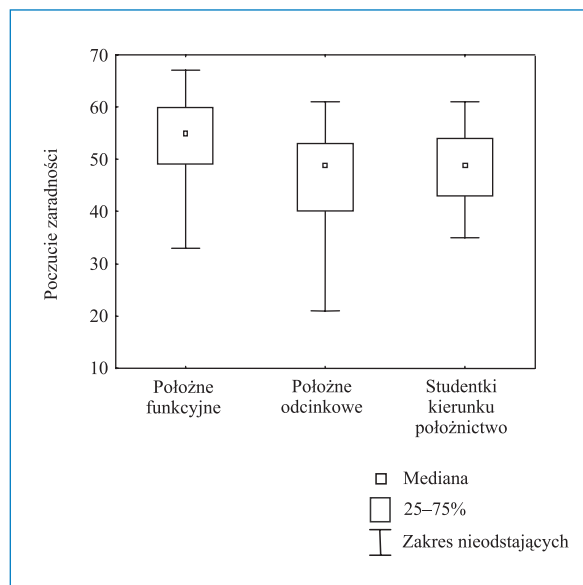 Poczucie zaradności
70
60
50
40
30
20
10
Położne
funkcyjne
Położne
odcinkowe
Studentki
kierunku
położnictwo
Mediana
25–75%
Zakres nieodstających